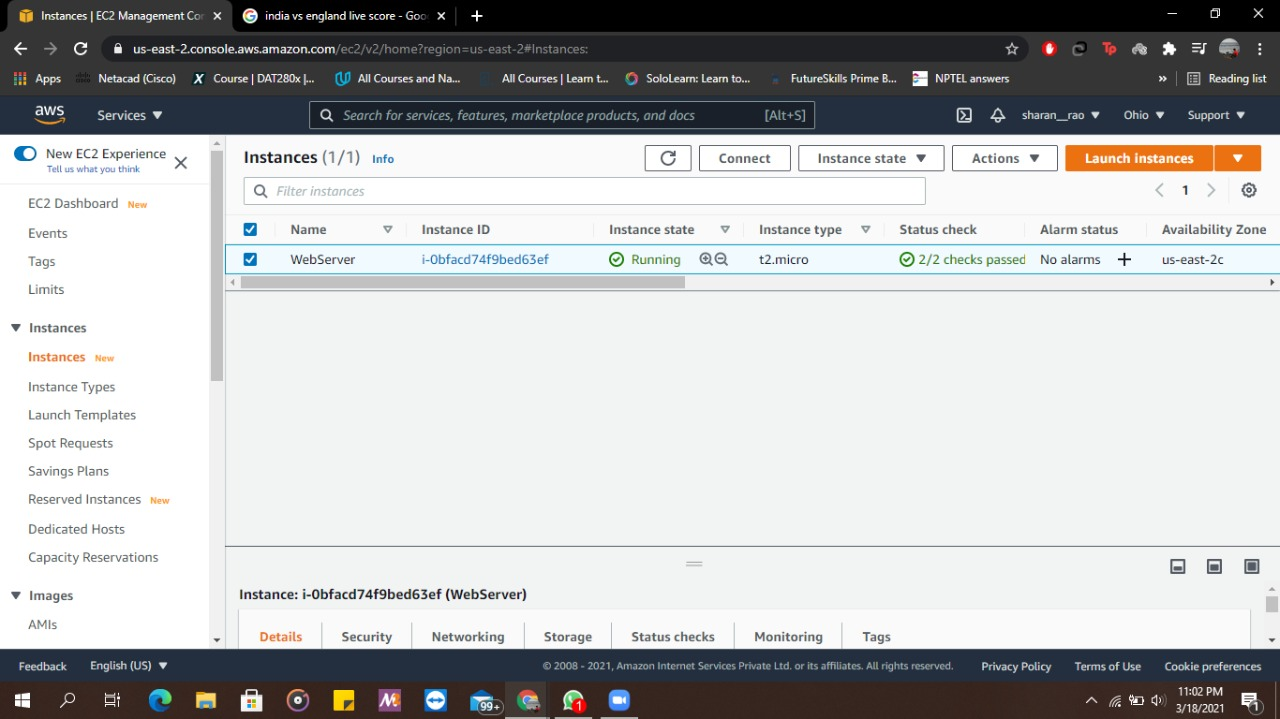 Instances | EC2 Management Cor
india vs england live score - Goo
us-east-2.console.aws.amazon.com/ec2/v2/home?region=us-east-2#Instances:
Apps
Netacad (Cisco)
Course | DAT280x |...
All Courses and Na...
All Courses | Learn t...
SoloLearn: Learn to...
FutureSkills Prime B...
NPTEL answers
»
Reading list
aws
Services
Search for services, features, marketplace products, and docs
[Alt+S]
sharan__rao
Ohio
Support
New EC2 Experience
Tell us what you think
EC2 Dashboard New
Events
Tags
Limits
Instances
Instances New
Instance Types
Launch Templates
Spot Requests
Savings Plans
Reserved Instances New
Dedicated Hosts
Capacity Reservations
Images
AMIs
Instances (1/1) Info
Connect
Instance state
Actions
Launch instances
Filter instances
1
Name Instance ID Instance state Instance type Status check Alarm status Availability Zone
WebServer i-0bfacd74f9bed63ef Running t2.micro 2/2 checks passed No alarms + us-east-2c
Instance: i-0bfacd74f9bed63ef (WebServer)
Details Security Networking Storage Status checks Monitoring Tags
Feedback
English (US)
© 2008 - 2021, Amazon Internet Services Private Ltd. or its affiliates. All rights reserved.
Privacy Policy
Terms of Use
Cookie preferences
99+
1
11:02 PM
3/18/2021
1